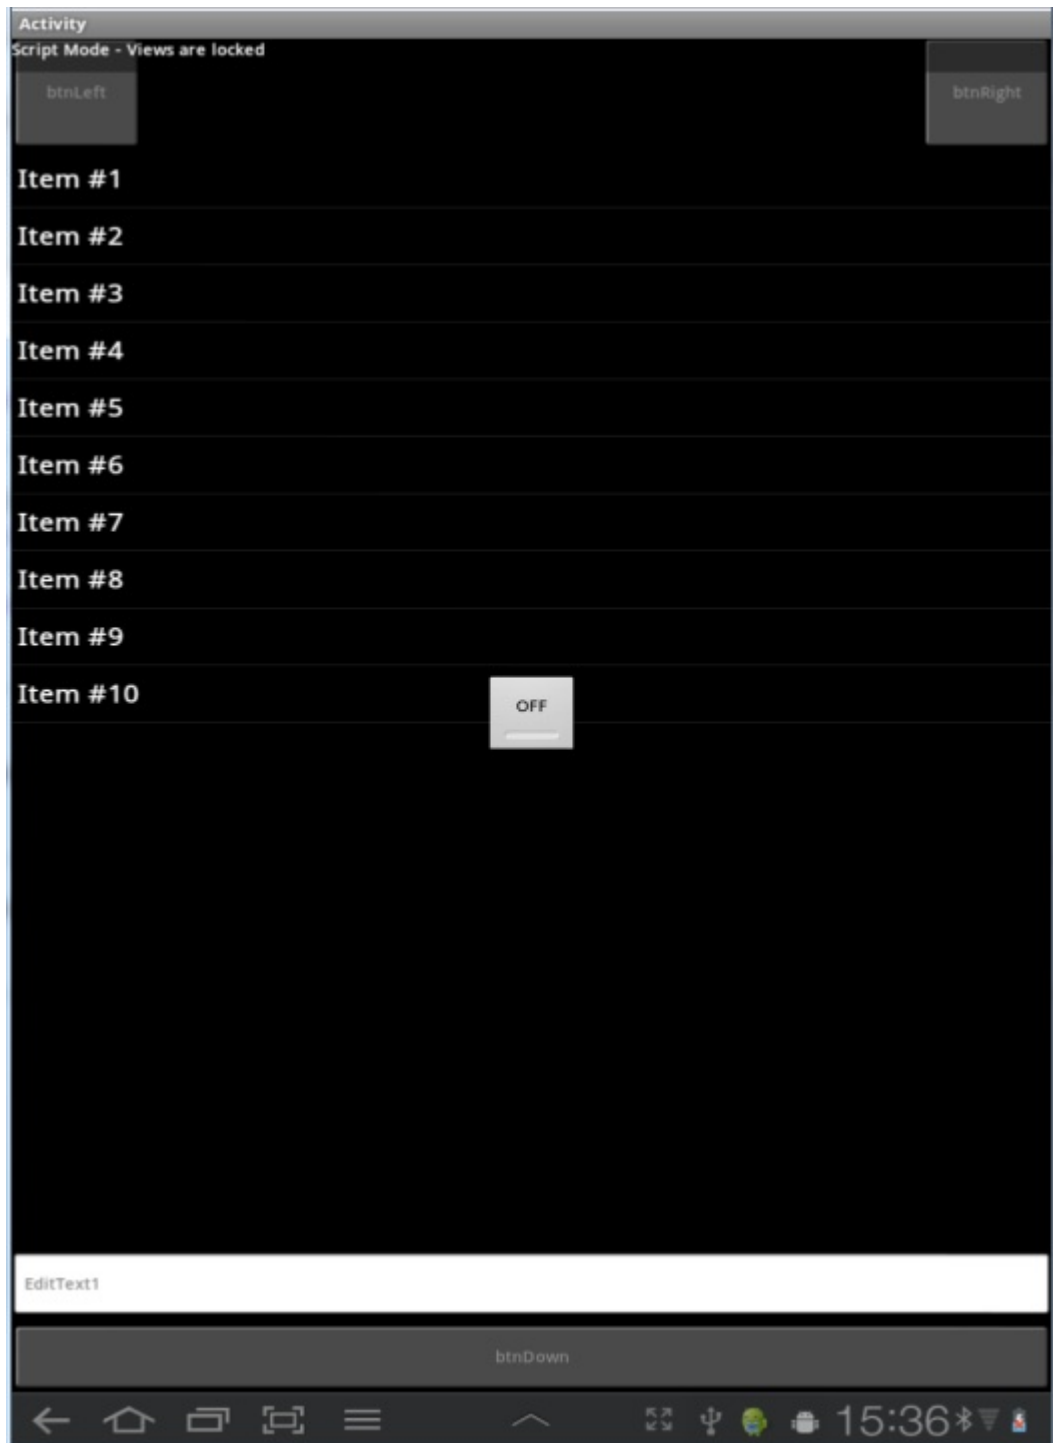 Activity
Script Mode - Views are locked
btnLeft
btnRight
Item #1
Item #2
Item #3
Item #4
Item #5
Item #6
Item #7
Item #8
Item #9
Item #10
OFF
EditText1
btnDown
15:36